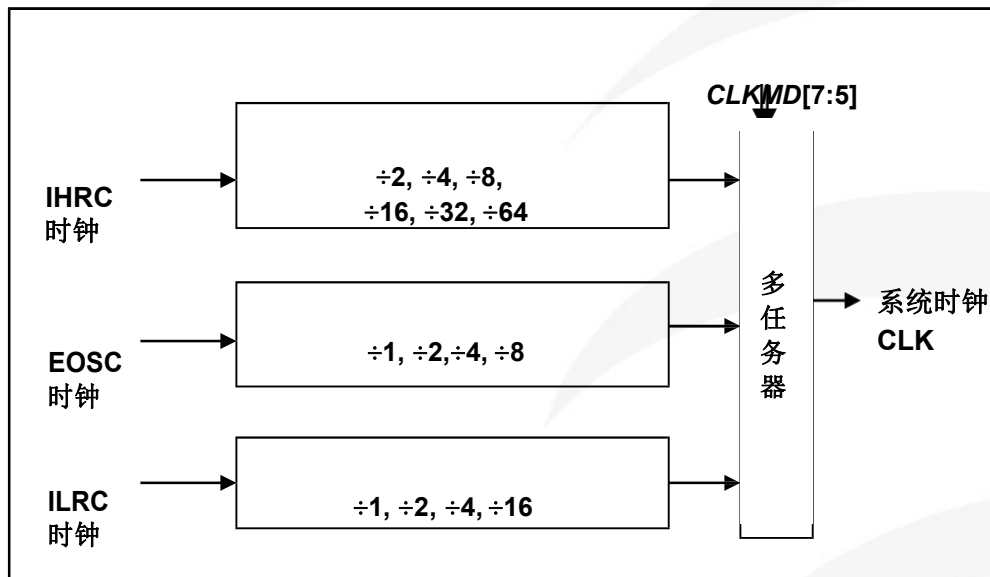 CLKMD[7:5]
IHRC
时钟
÷2, ÷4, ÷8,
÷16, ÷32, ÷64
EOSC
时钟
÷1, ÷2,÷4, ÷8
多
任
务
器
系统时钟
CLK
ILRC
时钟
÷1, ÷2, ÷4, ÷16